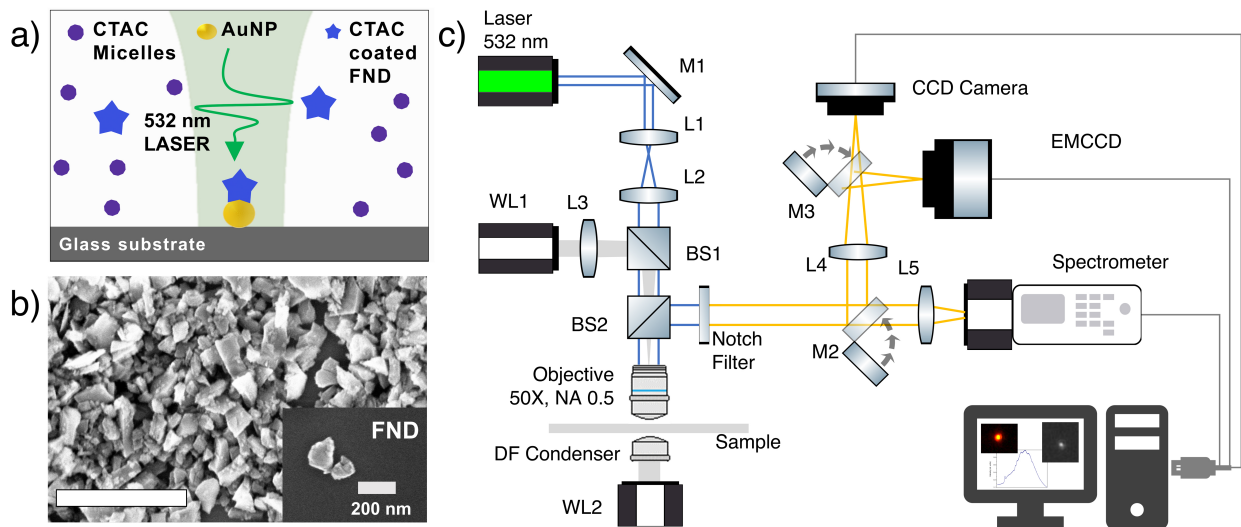 a)
CTAC
Micelles
AuNP
CTAC
coated
FND
532 nm
LASER
Glass substrate
b)
FND
200 nm
c)
Laser
532 nm
M1
L1
L2
WL1
L3
BS1
BS2
Notch
Filter
Objective
50X, NA 0.5
Sample
DF Condenser
WL2
CCD Camera
EMCCD
M3
L4
L5
Spectrometer
M2